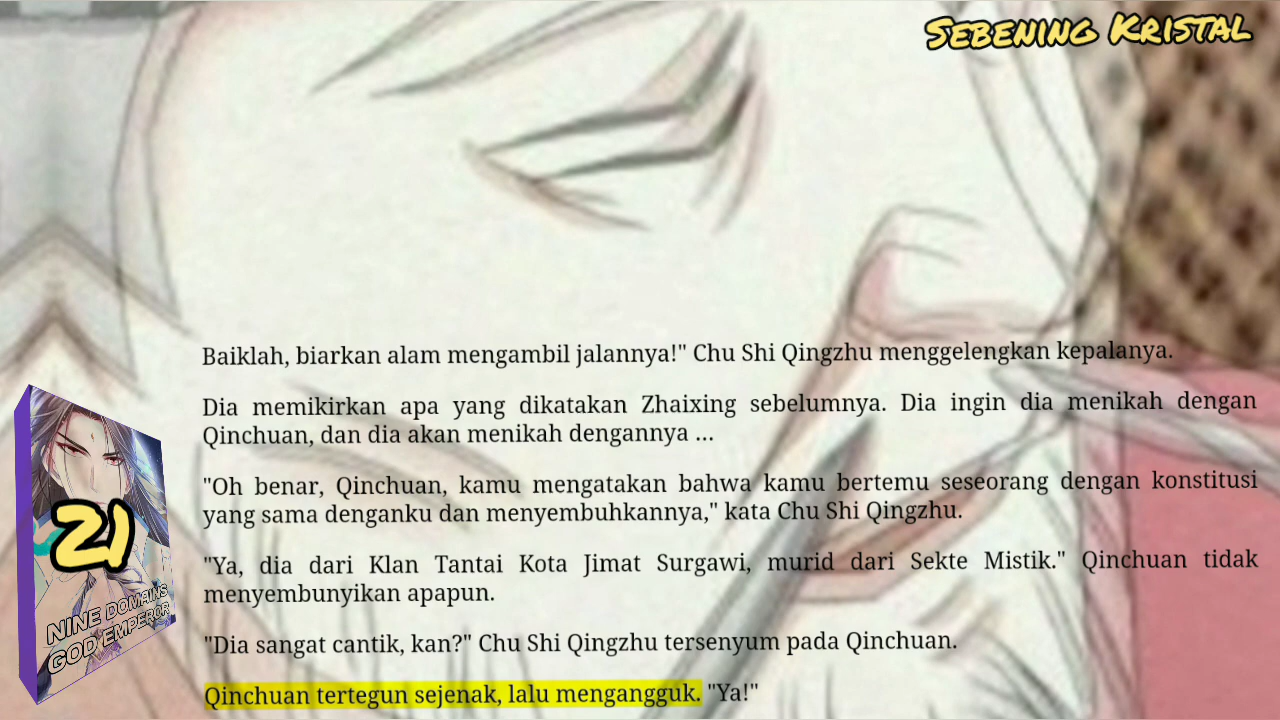 Sebening Kristal
Baiklah, biarkan alam mengambil jalannya!" Chu Shi Qingzhu menggelengkan kepalanya.
Dia memikirkan apa yang dikatakan Zhaixing sebelumnya. Dia ingin dia menikah dengan
Qinchuan, dan dia akan menikah dengannya ...
"Oh benar, Qinchuan, kamu mengatakan bahwa kamu bertemu seseorang dengan konstitusi
yang sama denganku dan menyembuhkannya," kata Chu Shi Qingzhu.
"Ya, dia dari Klan Tantai Kota Jimat Surgawi, murid dari Sekte Mistik." Qinchuan tidak
menyembunyikan apapun.
"Dia sangat cantik, kan?" Chu Shi Qingzhu tersenyum pada Qinchuan.
Qinchuan tertegun sejenak, lalu mengangguk. "Ya!"
21
NINE DOMAINS
GOD EMPEROR